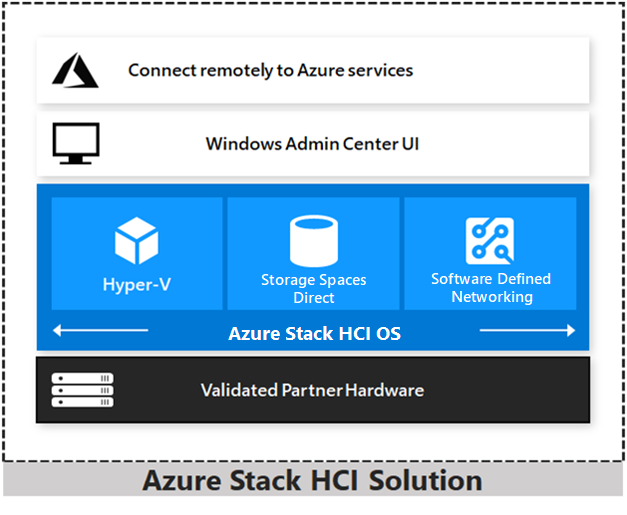 Connect remotely to Azure services
Windows Admin Center UI
Hyper-V
Storage Spaces
Direct
Software Defined
Networking
Azure Stack HCI OS
Validated Partner Hardware
Azure Stack HCI Solution